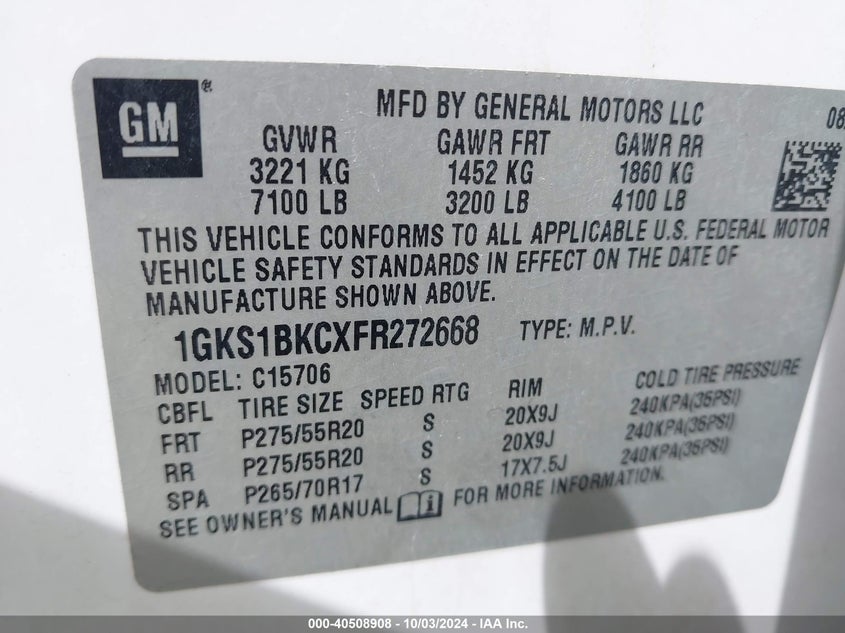 GM ®
MFD BY GENERAL MOTORS LLC
08
GVWR GAWR FRT GAWR RR
3221 KG 1452 KG 1860 KG
7100 LB 3200 LB 4100 LB
THIS VEHICLE CONFORMS TO ALL APPLICABLE U.S. FEDERAL MOTOR
VEHICLE SAFETY STANDARDS IN EFFECT ON THE DATE OF
MANUFACTURE SHOWN ABOVE.
1GKS1BKCXFR272668 TYPE: M.P.V.
MODEL: C15706
CBFL TIRE SIZE SPEED RTG RIM COLD TIRE PRESSURE
FRT P275/55R20 S 20X9J 240KPA(35PSI)
RR P275/55R20 S 20X9J 240KPA(35PSI)
SPA P265/70R17 S 17X7.5J 240KPA(35PSI)
SEE OWNER'S MANUAL FOR MORE INFORMATION.
000-40508908 - 10/03/2024 - IAA Inc.